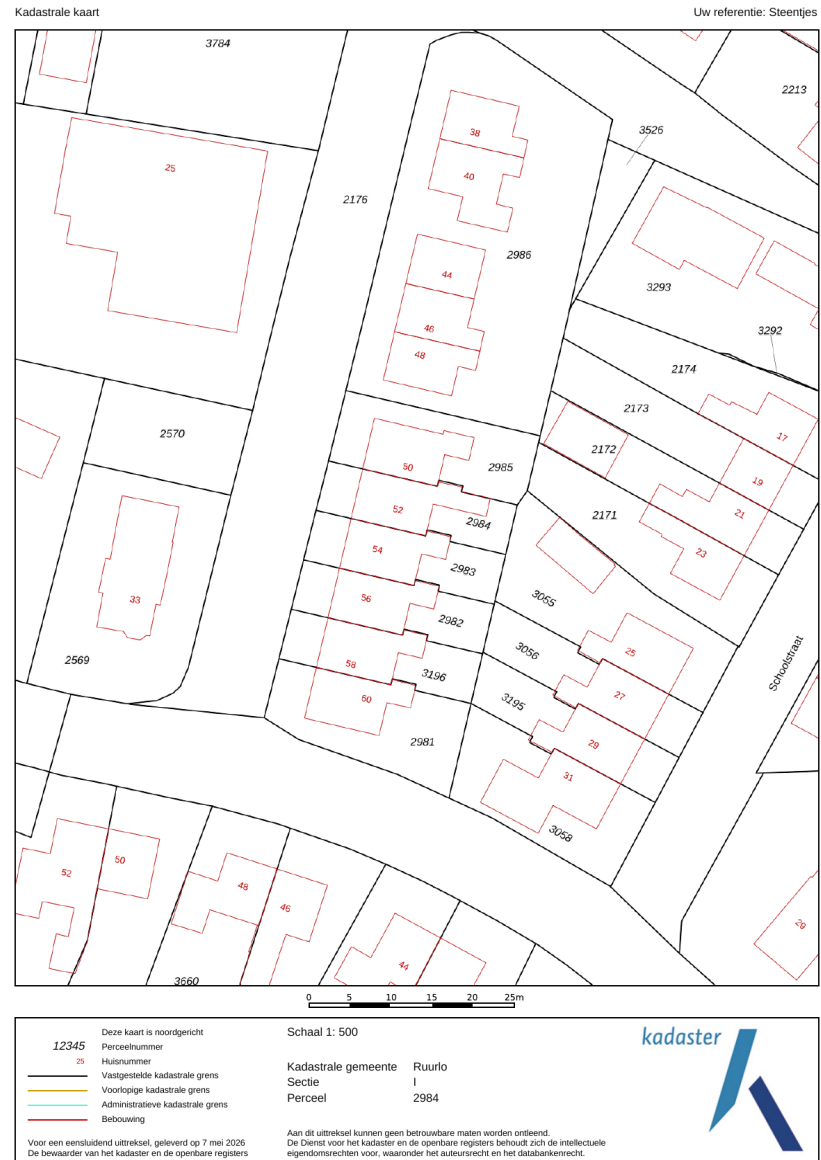 Kadastrale kaart
Uw referentie: Steentjes
3784
2213
38
3526
25
40
2176
2986
44
3293
46
3292
48
2174
2173
17
2570
2172
50
2985
19
52
2984
2171
21
54
2983
23
56
3055
33
2982
3056
25
2569
58
3196
Schoolstraat
60
3195
27
2981
29
31
3058
50
52
48
46
29
44
3660
0 5 10 15 20 25m
Deze kaart is noordgericht
12345 Perceelnummer
25 Huisnummer
Vastgestelde kadastrale grens
Voorlopige kadastrale grens
Administratieve kadastrale grens
Bebouwing
Voor een eensluidend uittreksel, geleverd op 7 mei 2026
De bewaarder van het kadaster en de openbare registers
Schaal 1: 500
Kadastrale gemeente Ruurlo
Sectie I
Perceel 2984
Aan dit uittreksel kunnen geen betrouwbare maten worden ontleend.
De Dienst voor het kadaster en de openbare registers behoudt zich de intellectuele
eigendomsrechten voor, waaronder het auteursrecht en het databankenrecht.
kadaster